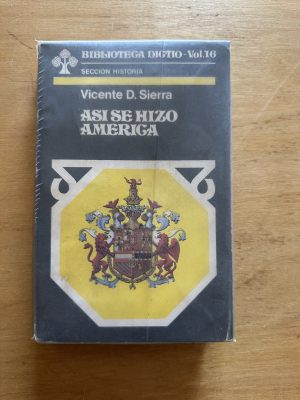 BIBLIOTECA DICTIO - Vol.16
SECCION HISTORIA
Vicente D. Sierra
ASI SE HIZO
AMERICA